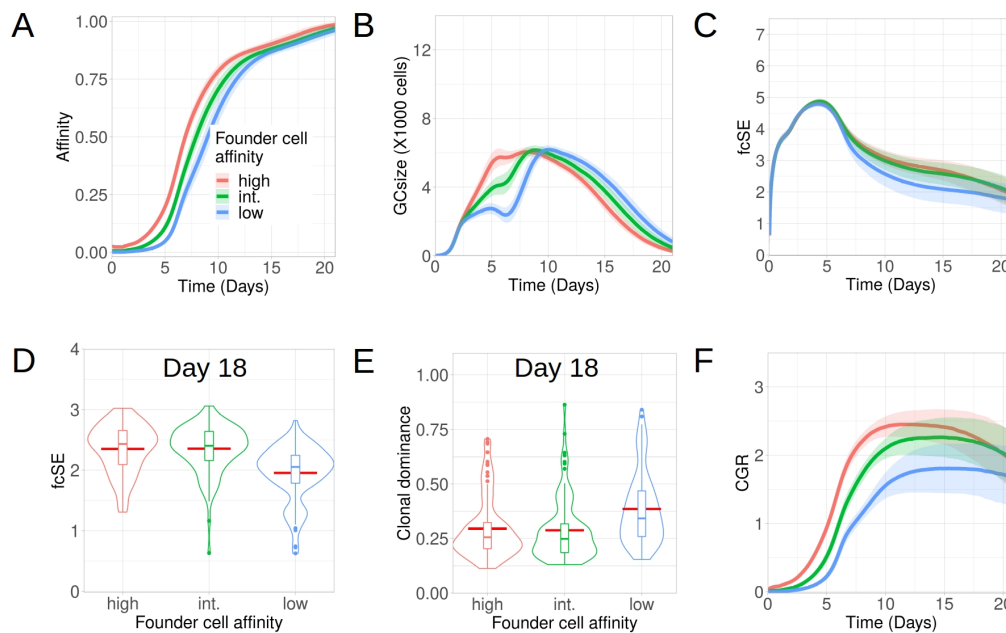 A
Affinity
1.00
0.75
0.50
0.25
0.00
Founder cell
affinity
high
int.
low
0
5
10
15
20
Time (Days)
B
GCsize (X1000 cells)
12
8
4
0
0
5
10
15
20
Time (Days)
C
fcSE
7
6
5
4
3
2
1
0
0
5
10
15
20
Time (Days)
D
Day 18
fcSE
4
3
2
1
0
high
int.
low
Founder cell affinity
E
Day 18
Clonal dominance
1.00
0.75
0.50
0.25
0.00
high
int.
low
Founder cell affinity
F
CGR
3
2
1
0
0
5
10
15
20
Time (Days)